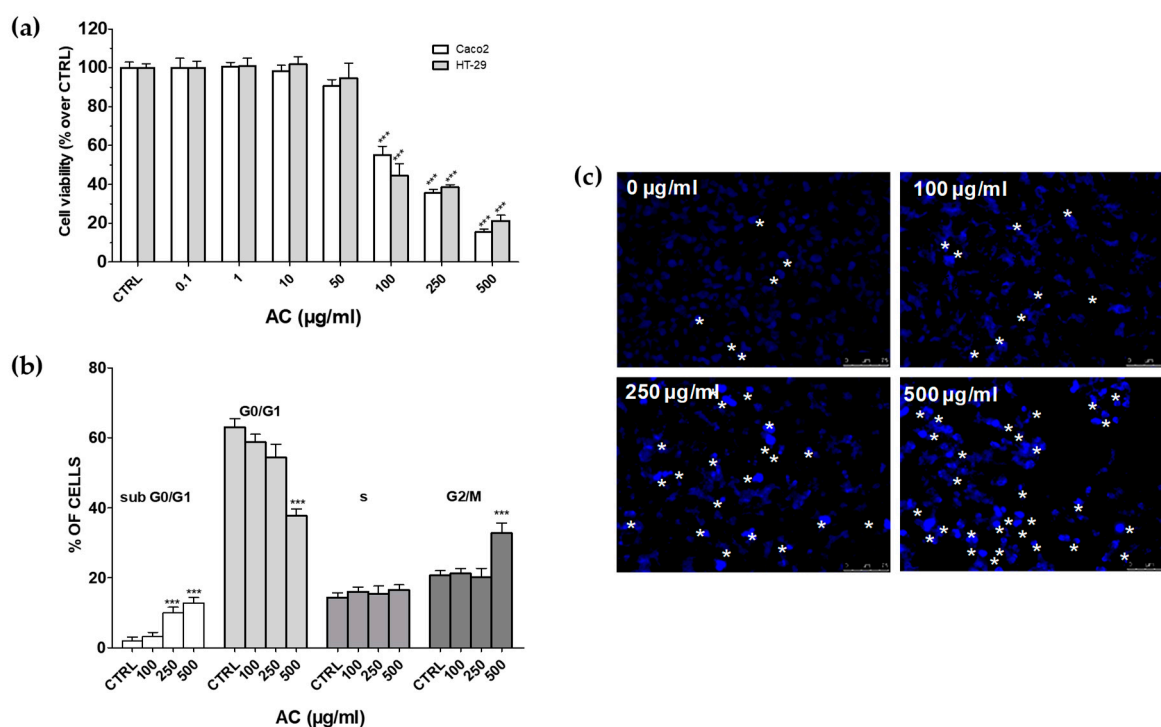 (a)
120
100
80
60
40
20
0
Cell viability (% over CTRL)
Caco2
HT-29
***
***
***
***
***
***
CTRL
0.1
1
10
50
100
250
500
AC (µg/ml)
(b)
80
60
40
20
0
% OF CELLS
sub G0/G1
G0/G1
s
G2/M
***
***
***
***
CTRL
100
250
500
CTRL
100
250
500
CTRL
100
250
500
CTRL
100
250
500
AC (µg/ml)
(c)
0 µg/ml
100 µg/ml
250 µg/ml
500 µg/ml